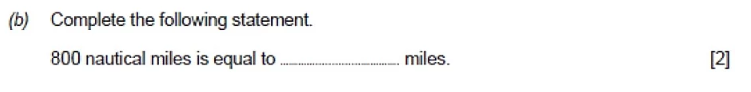 (b) Complete the following statement.
800 nautical miles is equal to ........................................ miles. [2]